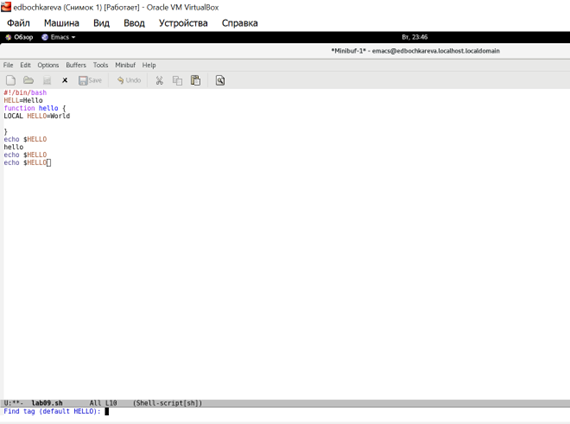 edbochkareva (Снимок 1) [Работает] - Oracle VM VirtualBox
Файл Машина Вид Ввод Устройства Справка
Обзор Emacs Вт, 23:46
*Minibuf-1* - emacs@edbochkareva.localhost.localdomain
File Edit Options Buffers Tools Minibuf Help
Save Undo
#!/bin/bash
HELL=Hello
function hello {
LOCAL HELLO=World
}
echo $HELLO
hello
echo $HELLO
echo $HELLO
U:**- lab09.sh All L10 (Shell-script[sh])
Find tag (default HELLO):